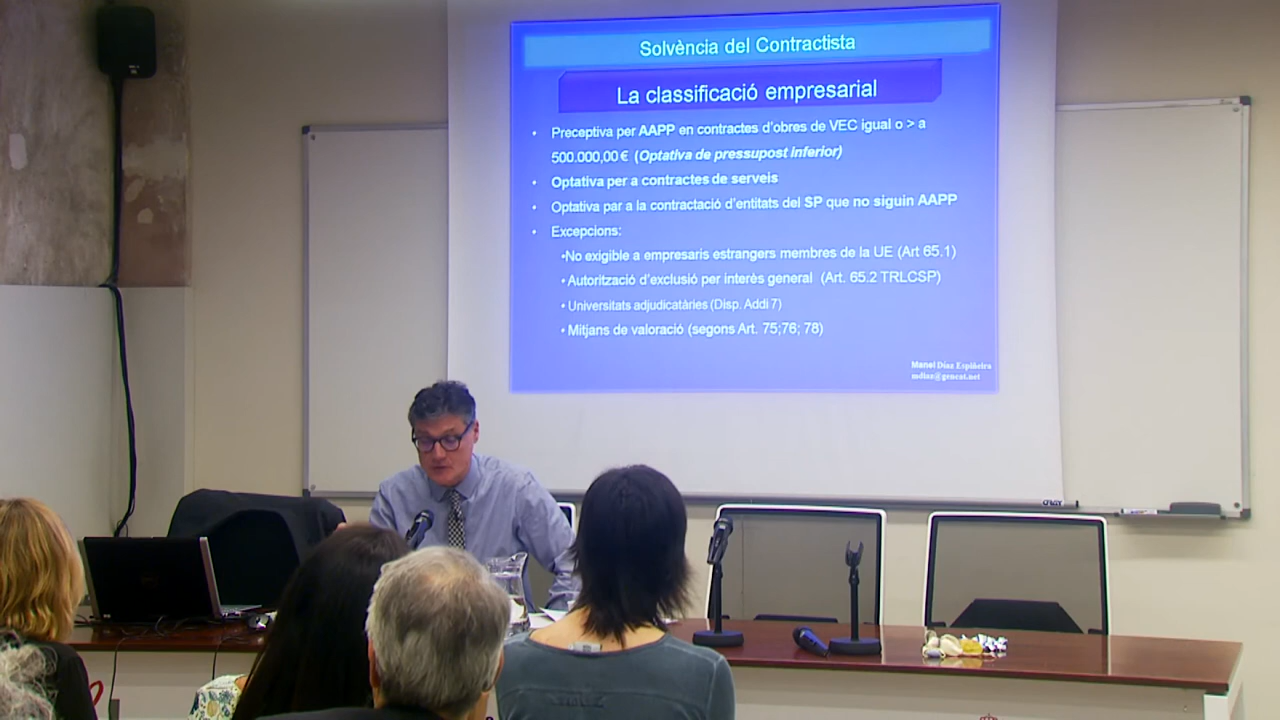 Solvència del Contractista
La classificació empresarial
• Preceptiva per AAPP en contractes d'obres de VEC igual o > a
500.000,00 € (Optativa de pressupost inferior)
• Optativa per a contractes de serveis
• Optativa par a la contractació d'entitats del SP que no siguin AAPP
• Excepcions:
•No exigible a empresaris estrangers membres de la UE (Art 65.1)
• Autorització d'exclusió per interès general (Art. 65.2 TRLCSP)
• Universitats adjudicatàries (Disp. Addi 7)
• Mitjans de valoració (segons Art. 75;76; 78)
Manel Díaz Espiñeira
mdiaz@gencat.net